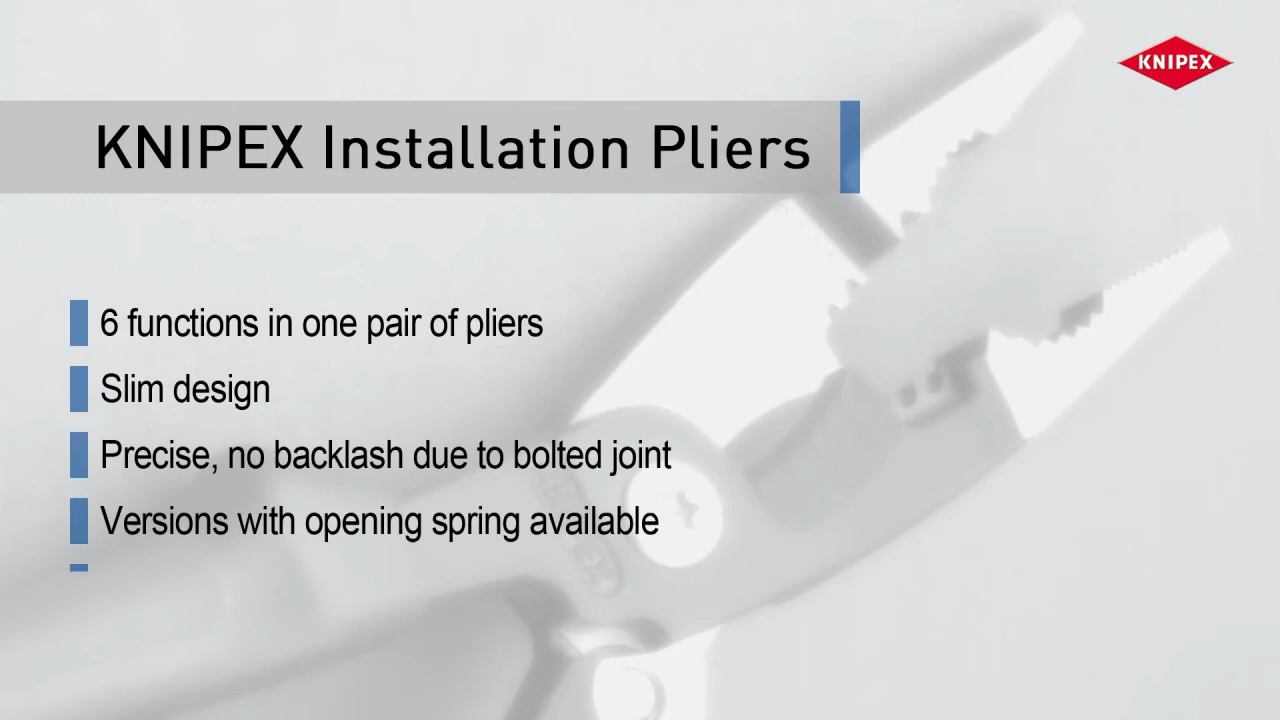 KNIPEX
KNIPEX Installation Pliers
6 functions in one pair of pliers
Slim design
Precise, no backlash due to bolted joint
Versions with opening spring available